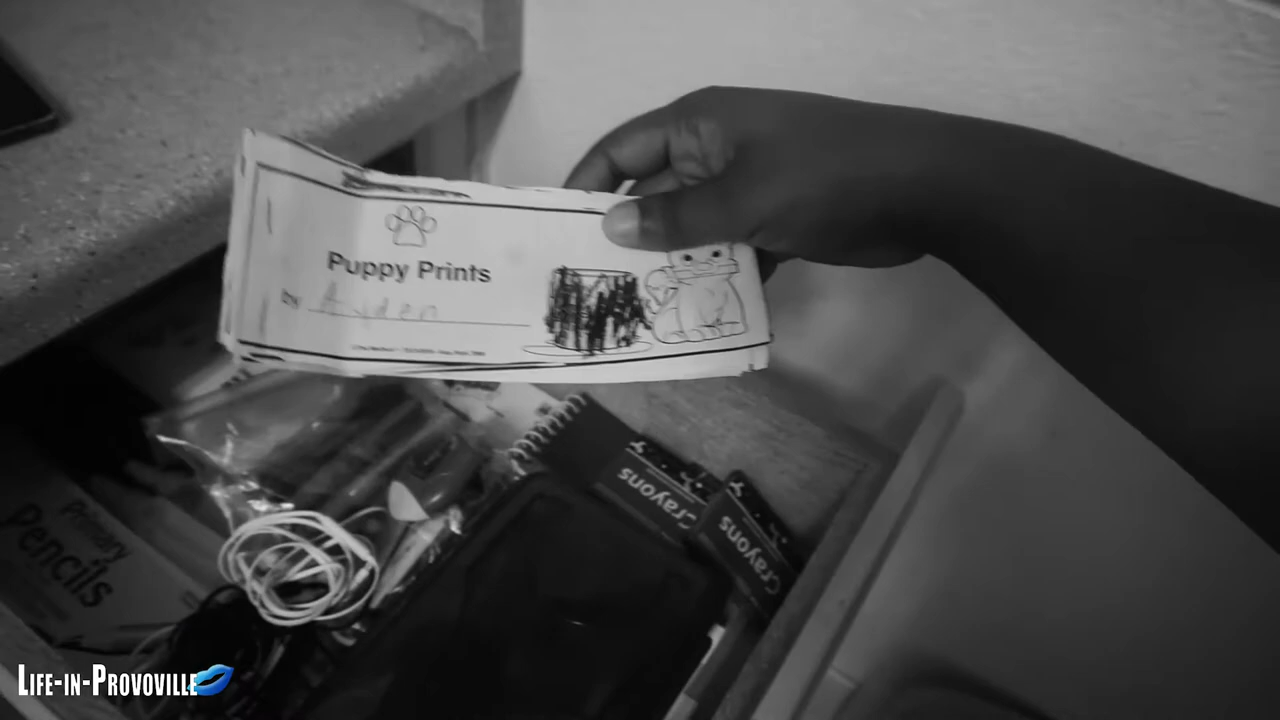 Puppy Prints
by Ayden
Crayons
Crayons
Primary
Pencils
LIFE-IN-PROVOVILLE